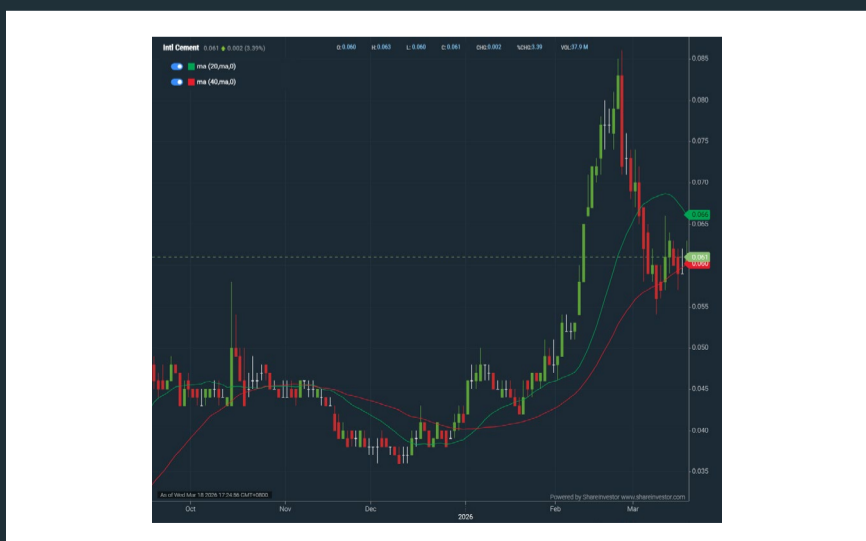 Intl Cement 0.061 0.002 (3.39%) O: 0.060 H: 0.063 L: 0.060 C: 0.061 CHG:0.002 %CHG:3.39 VOL:37.9 M
ma (20,ma,0)
ma (40,ma,0)
0.085
0.080
0.075
0.070
0.066
0.065
0.061
0.060
0.055
0.050
0.045
0.040
0.035
As of Wed Mar 18 2026 17:24:56 GMT+0800
Powered by ShareInvestor www.shareinvestor.com
Oct Nov Dec 2026 Feb Mar